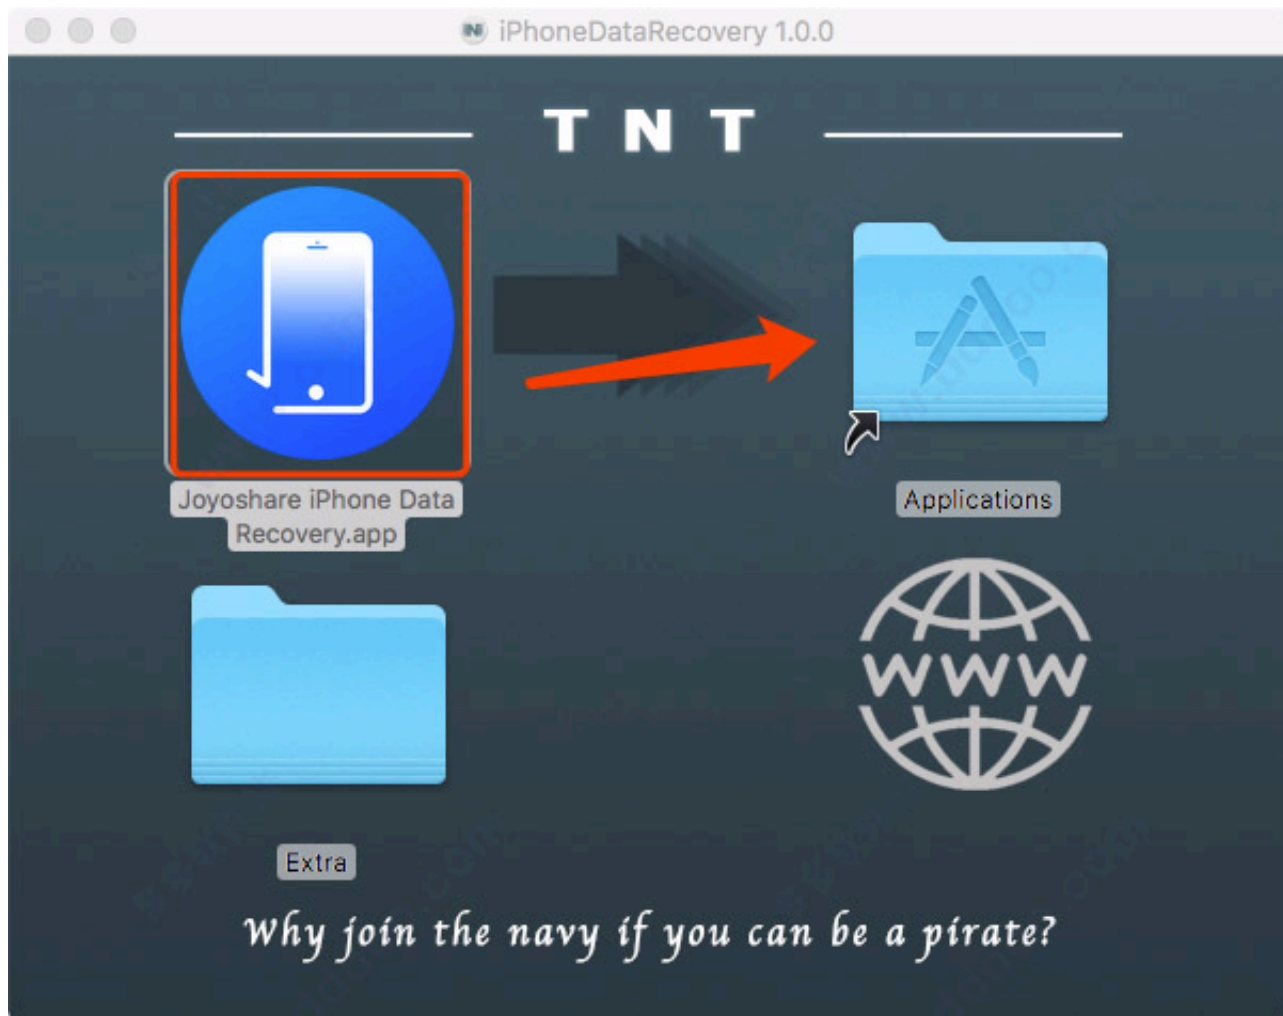 iPhoneDataRecovery 1.0.0
TNT
Joyoshare iPhone Data
Recovery.app
Applications
www
Extra
Why join the navy if you can be a pirate?